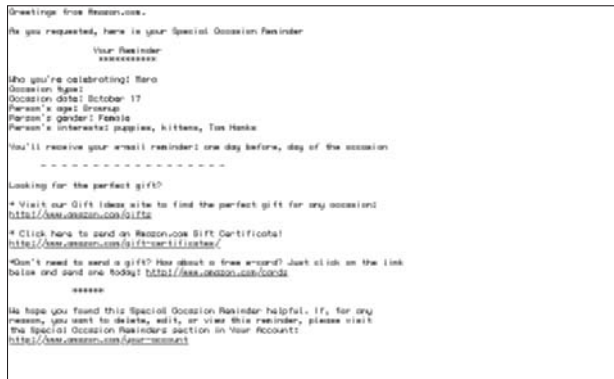 Greetings from Amazon.com.
As you requested, here is your Special Occasion Reminder
Your Reminder
***********
Who you're celebrating: Mara
Occasion type:
Occasion date: October 17
Person's age: Grownup
Person's gender: Female
Person's interests: puppies, kittens, Tom Hanks
You'll receive your e-mail reminder: one day before, day of the occasion
- - - - - - - - - - - - - - - - - -
Looking for the perfect gift?
* Visit our Gift Ideas site to find the perfect gift for any occasion:
http://www.amazon.com/gifts
* Click here to send an Amazon.com Gift Certificate!
http://www.amazon.com/gift-certificates/
*Don't need to send a gift? How about a free e-card? Just click on the link
below and send one today! http://www.amazon.com/cards
******
We hope you found this Special Occasion Reminder helpful. If, for any
reason, you want to delete, edit, or view this reminder, please visit
the Special Occasion Reminders section in Your Account:
http://www.amazon.com/your-account